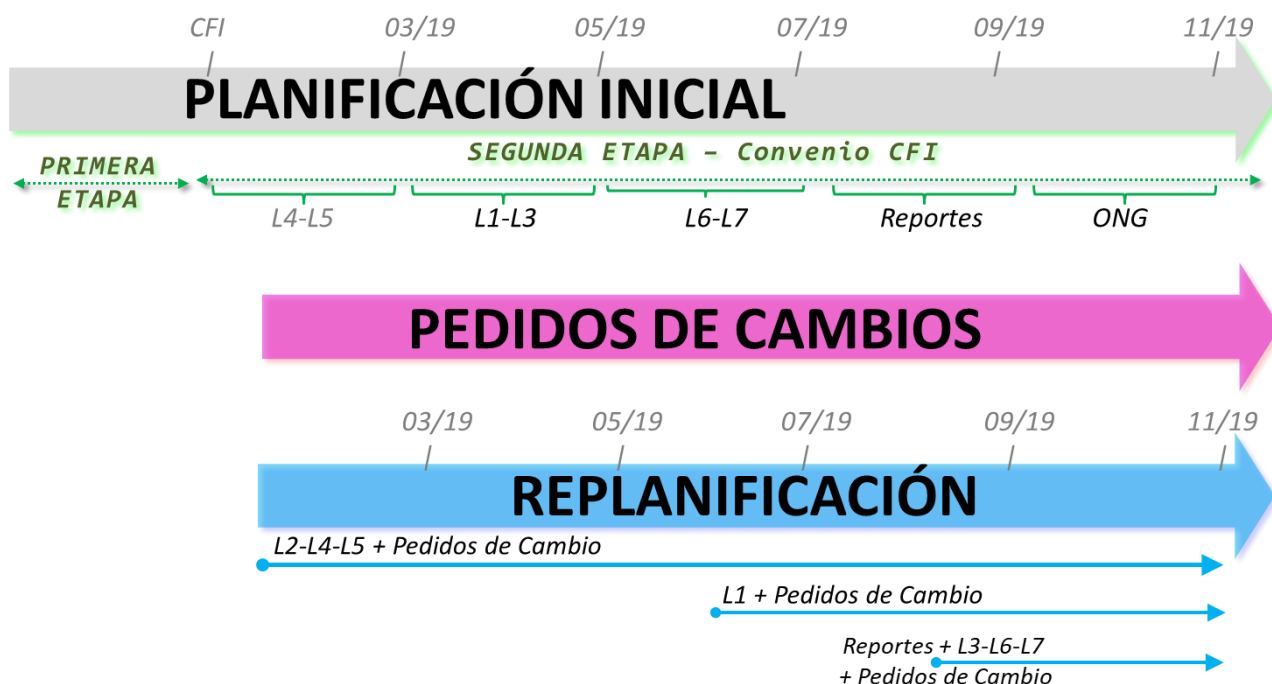 CFI 03/19 05/19 07/19 09/19 11/19
PLANIFICACIÓN INICIAL
PRIMERA
ETAPA
SEGUNDA ETAPA – Convenio CFI
L4-L5 L1-L3 L6-L7 Reportes ONG
PEDIDOS DE CAMBIOS
03/19 05/19 07/19 09/19 11/19
REPLANIFICACIÓN
L2-L4-L5 + Pedidos de Cambio
L1 + Pedidos de Cambio
Reportes + L3-L6-L7
+ Pedidos de Cambio